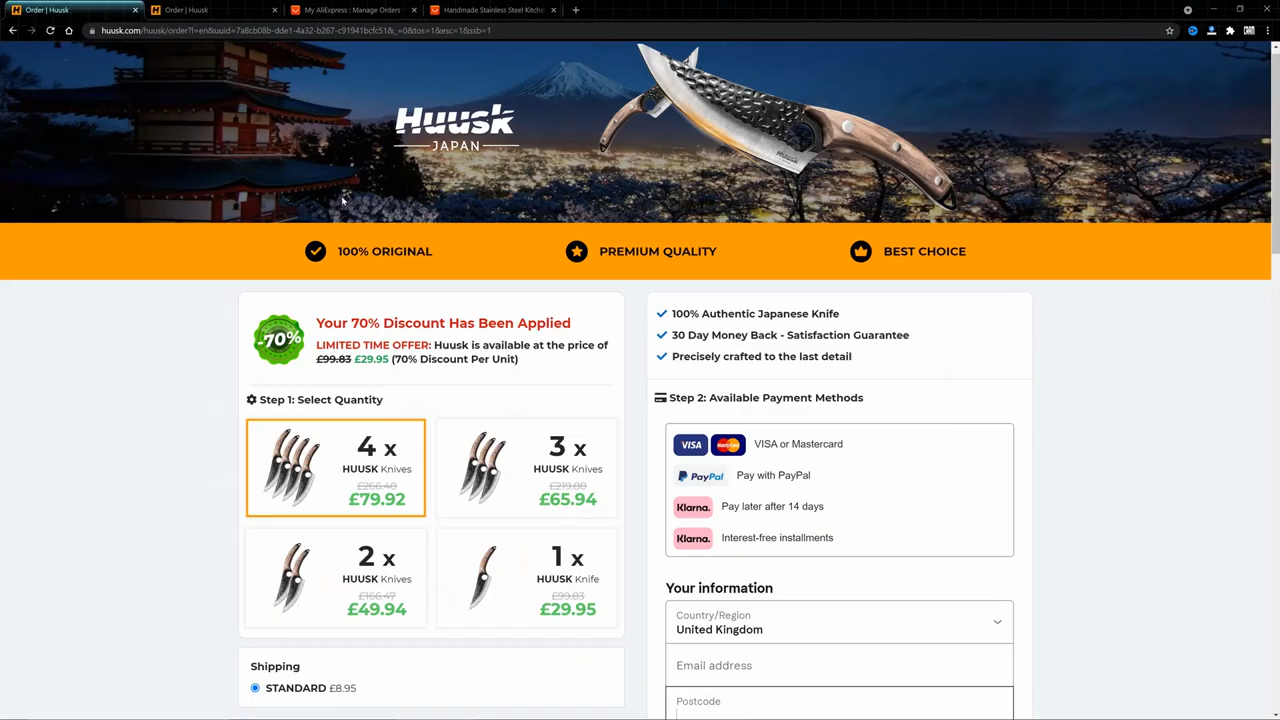 Order | Huusk
Order | Huusk
My AliExpress : Manage Orders
Handmade Stainless Steel Kitche
huusk.com/huusk/order?l=en&uuid=7a8cb08b-dde1-4a32-b267-c91941bcfc51&_=0&tos=1&esc=1&ssb=1
Huusk
JAPAN
100% ORIGINAL
PREMIUM QUALITY
BEST CHOICE
-70%
Your 70% Discount Has Been Applied
LIMITED TIME OFFER: Huusk is available at the price of
£99.83 £29.95 (70% Discount Per Unit)
Step 1: Select Quantity
4 x
HUUSK Knives
£266.40
£79.92
3 x
HUUSK Knives
£219.80
£65.94
2 x
HUUSK Knives
£166.47
£49.94
1 x
HUUSK Knife
£99.83
£29.95
Shipping
STANDARD £8.95
100% Authentic Japanese Knife
30 Day Money Back - Satisfaction Guarantee
Precisely crafted to the last detail
Step 2: Available Payment Methods
VISA VISA or Mastercard
PayPal Pay with PayPal
Klarna. Pay later after 14 days
Klarna. Interest-free installments
Your information
Country/Region
United Kingdom
Email address
Postcode